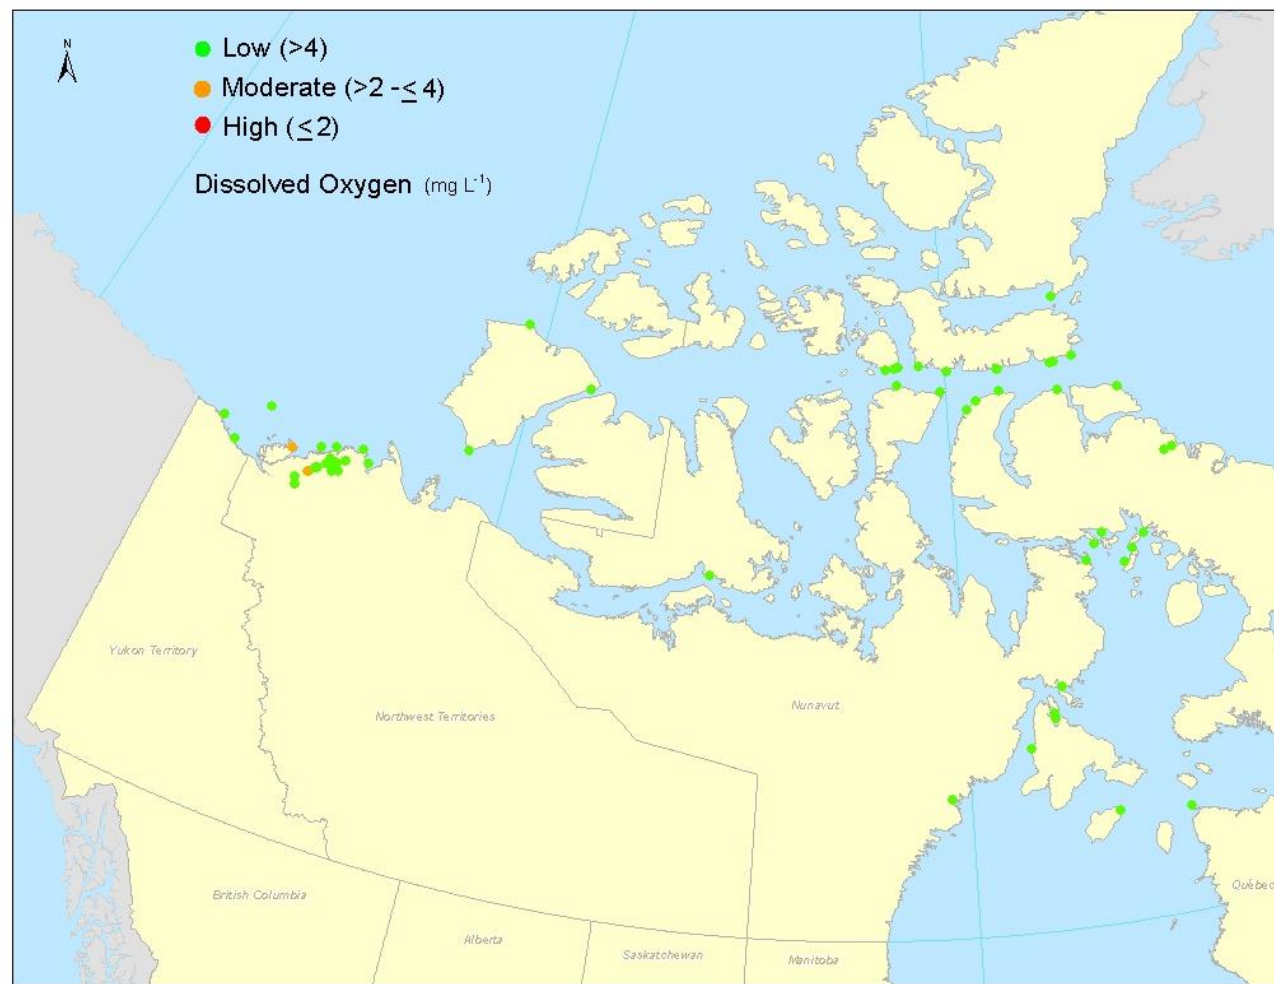 N
Low (>4)
Moderate (>2 -≤ 4)
High (≤2)
Dissolved Oxygen (mg L-1)
Yukon Territory
Northwest Territories
Nunavut
British Columbia
Alberta
Saskatchewan
Manitoba
Québec